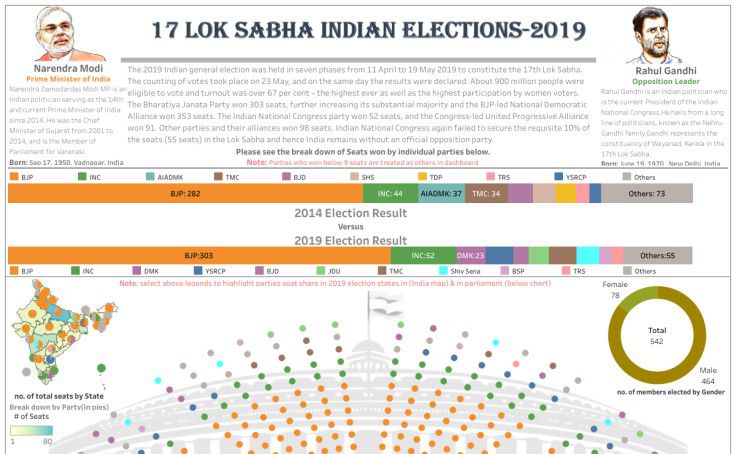 17 LOK SABHA INDIAN ELECTIONS-2019
Narendra Modi
Prime Minister of India
Narendra Damodardas Modi MP is an
Indian politician serving as the 14th
and current Prime Minister of India
since 2014. He was the Chief
Minister of Gujarat from 2001 to
2014, and is the Member of
Parliament for Varanasi.
Born: Sep 17, 1950, Vadnagar, India
The 2019 Indian general election was held in seven phases from 11 April to 19 May 2019 to constitute the 17th Lok Sabha.
The counting of votes took place on 23 May, and on the same day the results were declared. About 900 million people were
eligible to vote and turnout was over 67 per cent – the highest ever as well as the highest participation by women voters.
The Bharatiya Janata Party won 303 seats, further increasing its substantial majority and the BJP-led National Democratic
Alliance won 353 seats. The Indian National Congress party won 52 seats, and the Congress-led United Progressive Alliance
won 91. Other parties and their alliances won 98 seats. Indian National Congress again failed to secure the requisite 10% of
the seats (55 seats) in the Lok Sabha and hence India remains without an official opposition party.
Please see the break down of Seats won by individual parties below.
Note: Parties who won below 9 seats are treated as others in dashboard
Rahul Gandhi
Opposition Leader
Rahul Gandhi is an Indian politician who
is the current President of the Indian
National Congress.He hails from a long
line of politicians, known as the Nehru-
Gandhi family.Gandhi represents the
constituency of Wayanad, Kerala in the
17th Lok Sabha.
Born: June 19, 1970, New Delhi, India
BJP INC AIADMK TMC BJD SHS TDP TRS YSRCP Others
BJP: 282 INC: 44 AIADMK: 37 TMC: 34 Others: 73
2014 Election Result
Versus
2019 Election Result
BJP:303 INC:52 DMK:23 Others:55
BJP INC DMK YSRCP BJD JDU TMC Shiv Sena BSP TRS Others
Note: select above legends to highlight parties seat share in 2019 election states in (India map) & in parliament (below chart)
no. of total seats by State
Break down by Party(in pies)
# of Seats
1 80
Female
78
Total
542
Male
464
no. of members elected by Gender